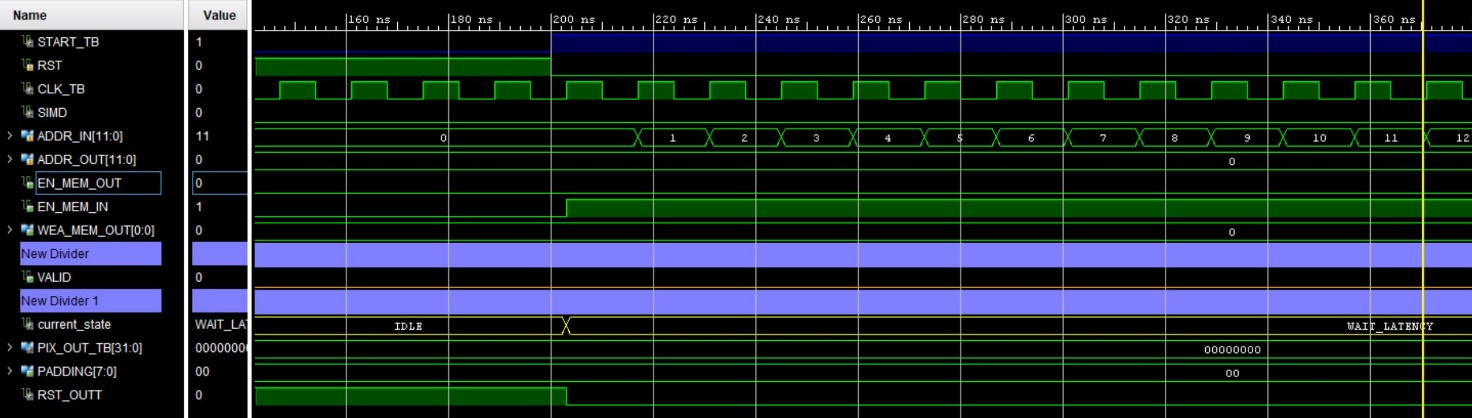 Name Value 160 ns 180 ns 200 ns 220 ns 240 ns 260 ns 280 ns 300 ns 320 ns 340 ns 360 ns
START_TB 1
RST 0
CLK_TB 0
SIMD 0
ADDR_IN[11:0] 11 0 1 2 3 4 5 6 7 8 9 10 11 12
ADDR_OUT[11:0] 0 0
EN_MEM_OUT 0
EN_MEM_IN 1
WEA_MEM_OUT[0:0] 0 0
New Divider
VALID 0
New Divider 1
current_state WAIT_LA IDLE WAIT_LATENCY
PIX_OUT_TB[31:0] 0000000 00000000
PADDING[7:0] 00 00
RST_OUTT 0